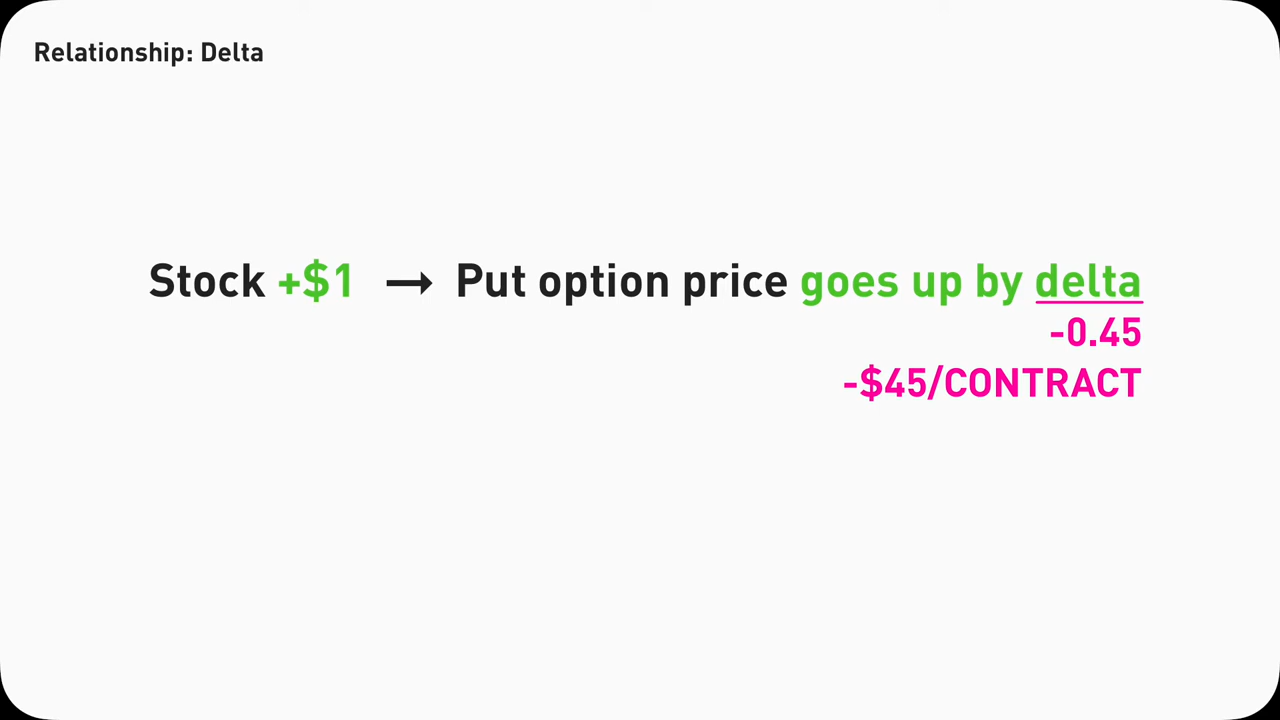 Relationship: Delta
Stock +$1 → Put option price goes up by delta
-0.45
-$45/CONTRACT